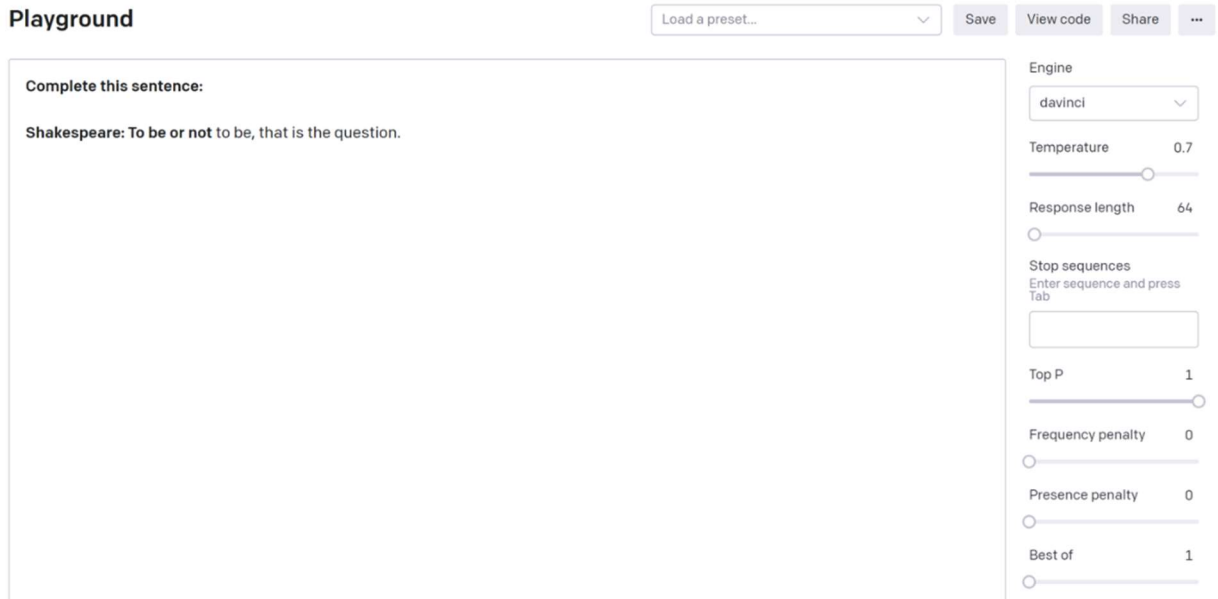 Playground
Load a preset...
Save
View code
Share
Complete this sentence:
Shakespeare: To be or not to be, that is the question.
Engine
davinci
Temperature 0.7
Response length 64
Stop sequences
Enter sequence and press
Tab
Top P 1
Frequency penalty 0
Presence penalty 0
Best of 1